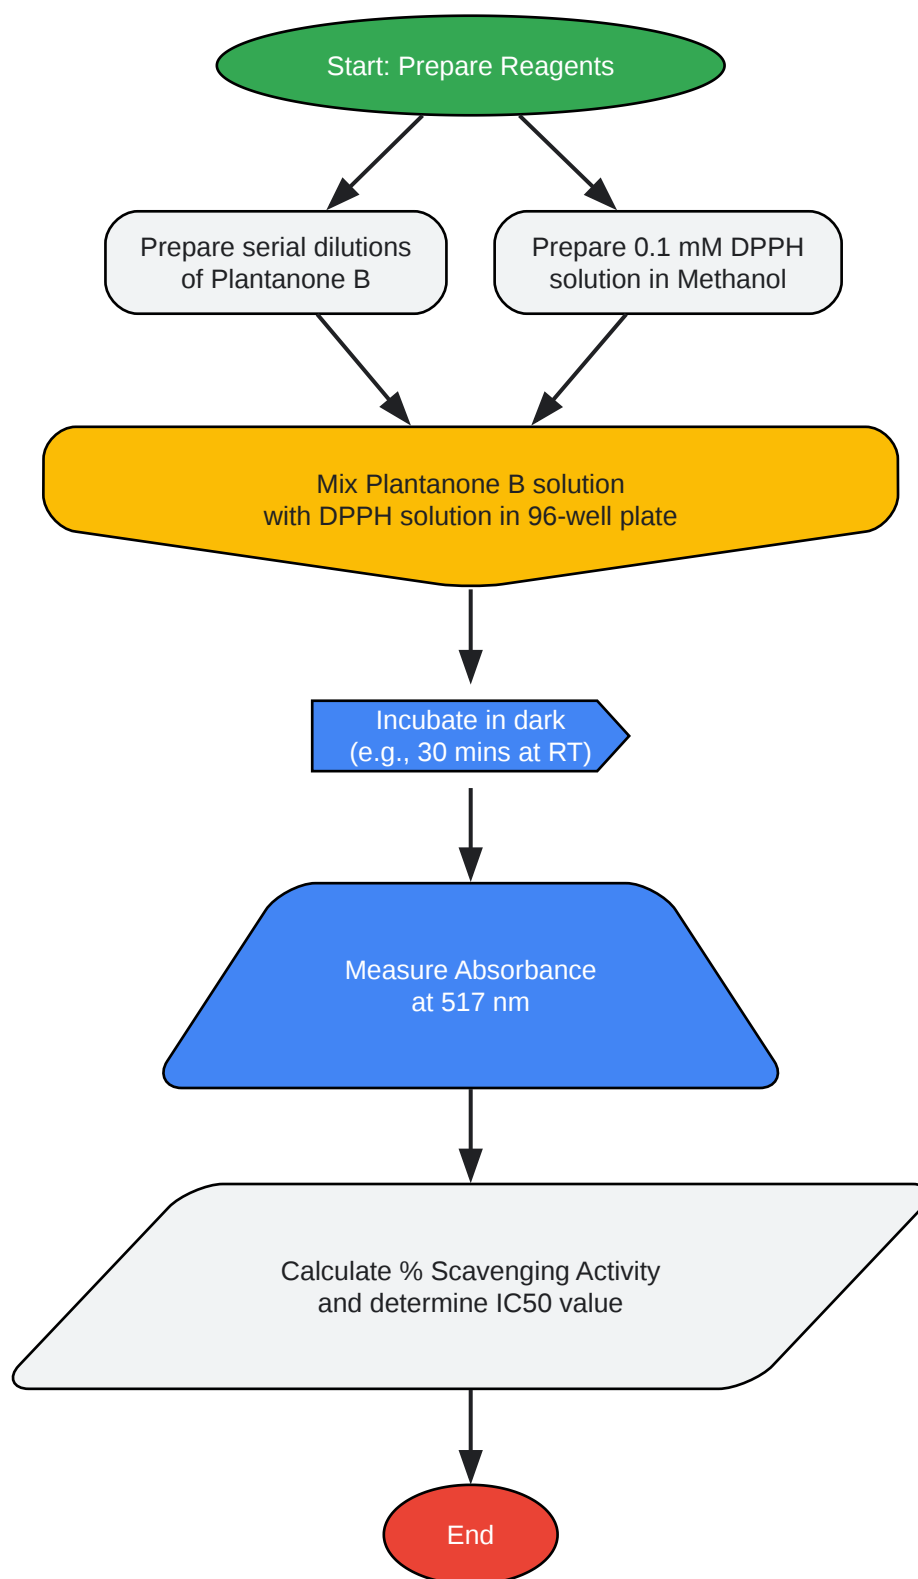 Start: Prepare Reagents
Prepare serial dilutions
of Plantanone B
Prepare 0.1 mM DPPH
solution in Methanol
Mix Plantanone B solution
with DPPH solution in 96-well plate
Incubate in dark
(e.g., 30 mins at RT)
Measure Absorbance
at 517 nm
Calculate % Scavenging Activity
and determine IC50 value
End